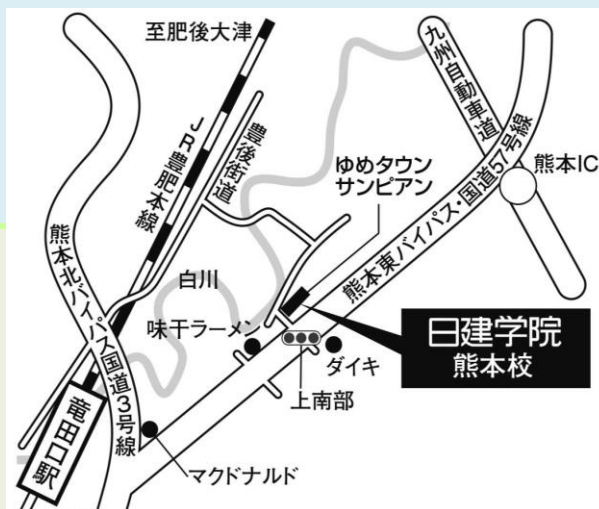 至肥後大津
JR豊肥本線
豊後街道
九州自動車道
ゆめタウン
サンピアン
熊本東バイパス・国道57号線
熊本IC
熊本北バイパス国道3号線
白川
味干ラーメン
日建学院
熊本校
ダイキ
上南部
竜田口駅
マクドナルド